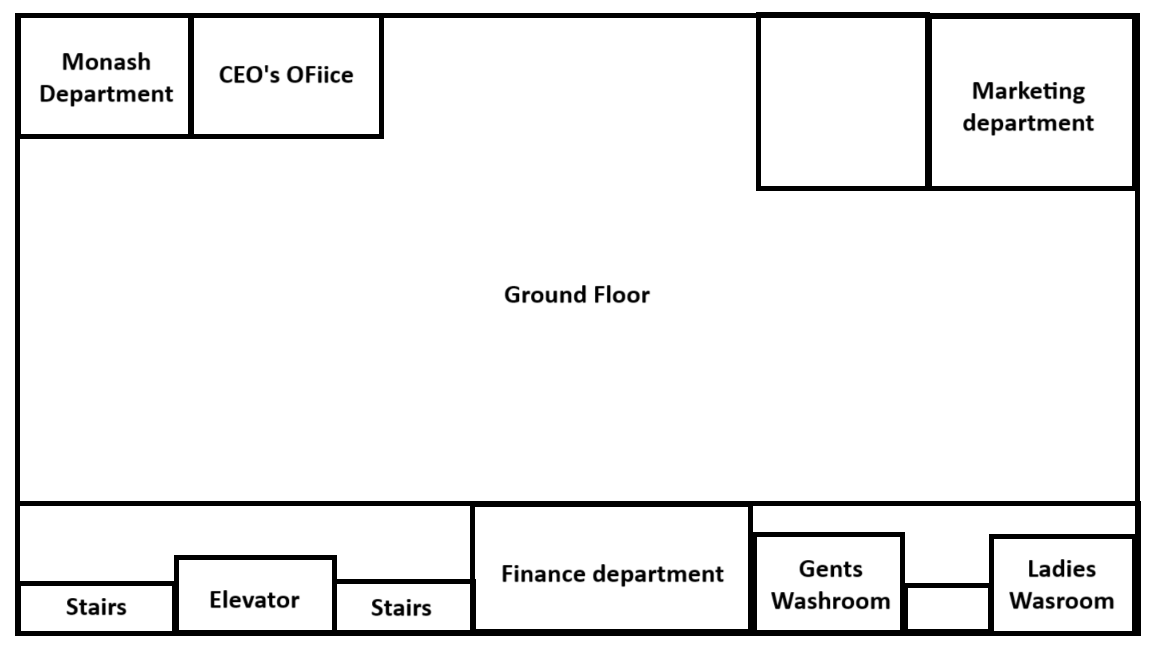 Monash
Department
CEO's OFiice
Marketing
department
Ground Floor
Finance department
Gents
Washroom
Ladies
Wasroom
Stairs
Elevator
Stairs